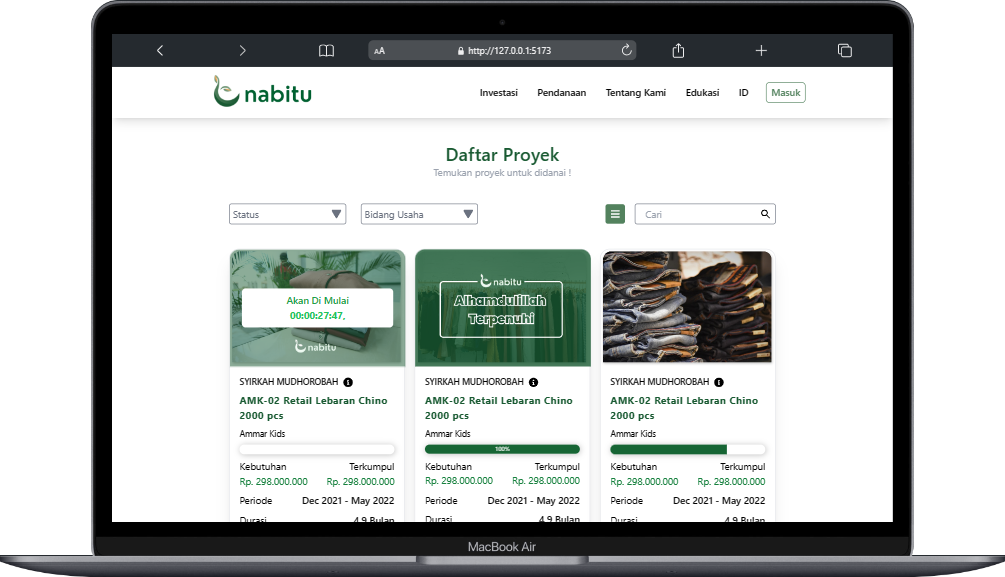 AA http://127.0.0.1:5173
nabitu
Investasi Pendanaan Tentang Kami Edukasi ID Masuk
Daftar Proyek
Temukan proyek untuk didanai !
Status Bidang Usaha Cari
Akan Di Mulai
00:00:27:47,
nabitu
nabitu
Alhamdulillah
Terpenuhi
SYIRKAH MUDHOROBAH
AMK-02 Retail Lebaran Chino
2000 pcs
Ammar Kids
Kebutuhan Terkumpul
Rp. 298.000.000 Rp. 298.000.000
Periode Dec 2021 - May 2022
Durasi 4.9 Bulan
SYIRKAH MUDHOROBAH
AMK-02 Retail Lebaran Chino
2000 pcs
Ammar Kids
100%
Kebutuhan Terkumpul
Rp. 298.000.000 Rp. 298.000.000
Periode Dec 2021 - May 2022
Durasi 4.9 Bulan
SYIRKAH MUDHOROBAH
AMK-02 Retail Lebaran Chino
2000 pcs
Ammar Kids
Kebutuhan Terkumpul
Rp. 298.000.000 Rp. 298.000.000
Periode Dec 2021 - May 2022
Durasi 4.9 Bulan
MacBook Air